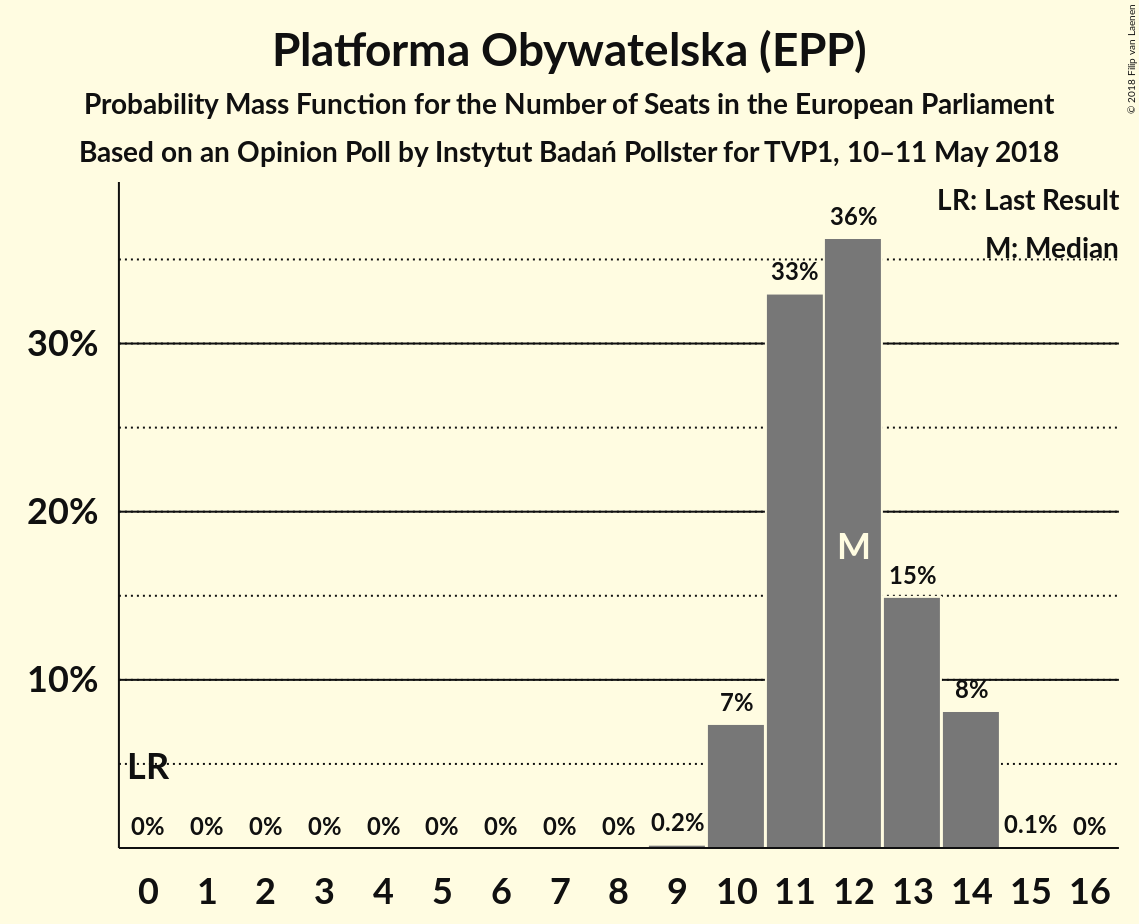 Platforma Obywatelska (EPP)
Probability Mass Function for the Number of Seats in the European Parliament
Based on an Opinion Poll by Instytut Badań Pollster for TVP1, 10–11 May 2018
© 2018 Filip van Laenen
LR: Last Result
M: Median
30%
20%
10%
LR
M
0% 0% 0% 0% 0% 0% 0% 0% 0% 0.2% 7% 33% 36% 15% 8% 0.1% 0%
0 1 2 3 4 5 6 7 8 9 10 11 12 13 14 15 16